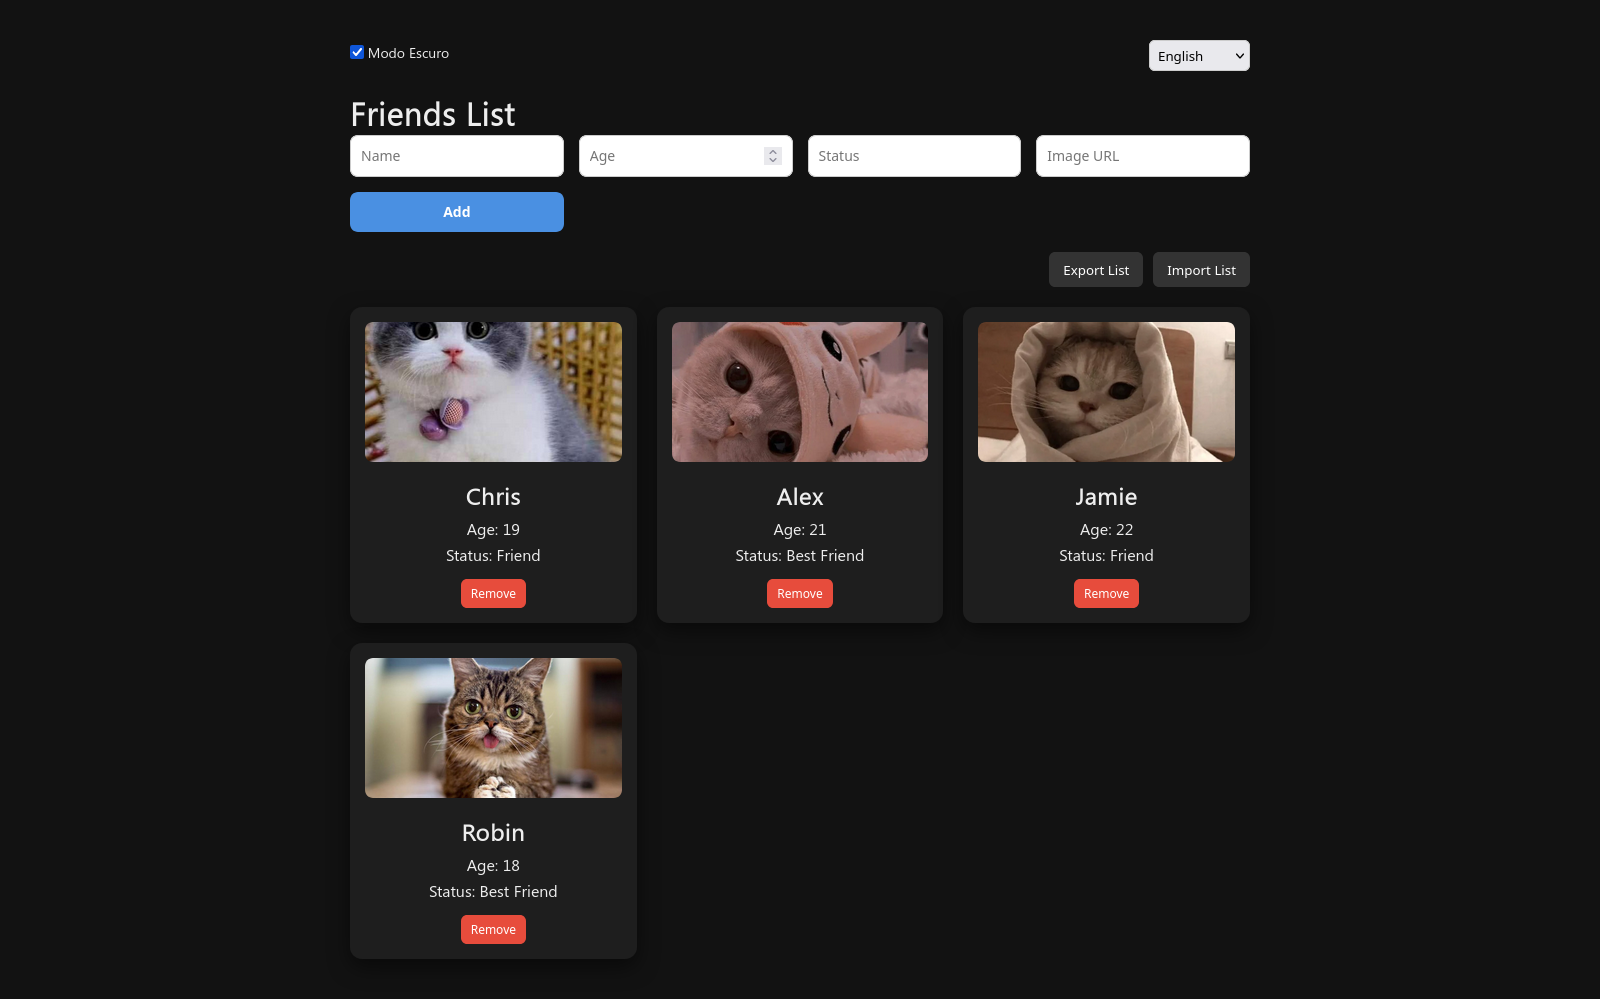 Modo Escuro
English
Friends List
Name
Age
Status
Image URL
Add
Export List
Import List
Chris
Age: 19
Status: Friend
Remove
Alex
Age: 21
Status: Best Friend
Remove
Jamie
Age: 22
Status: Friend
Remove
Robin
Age: 18
Status: Best Friend
Remove